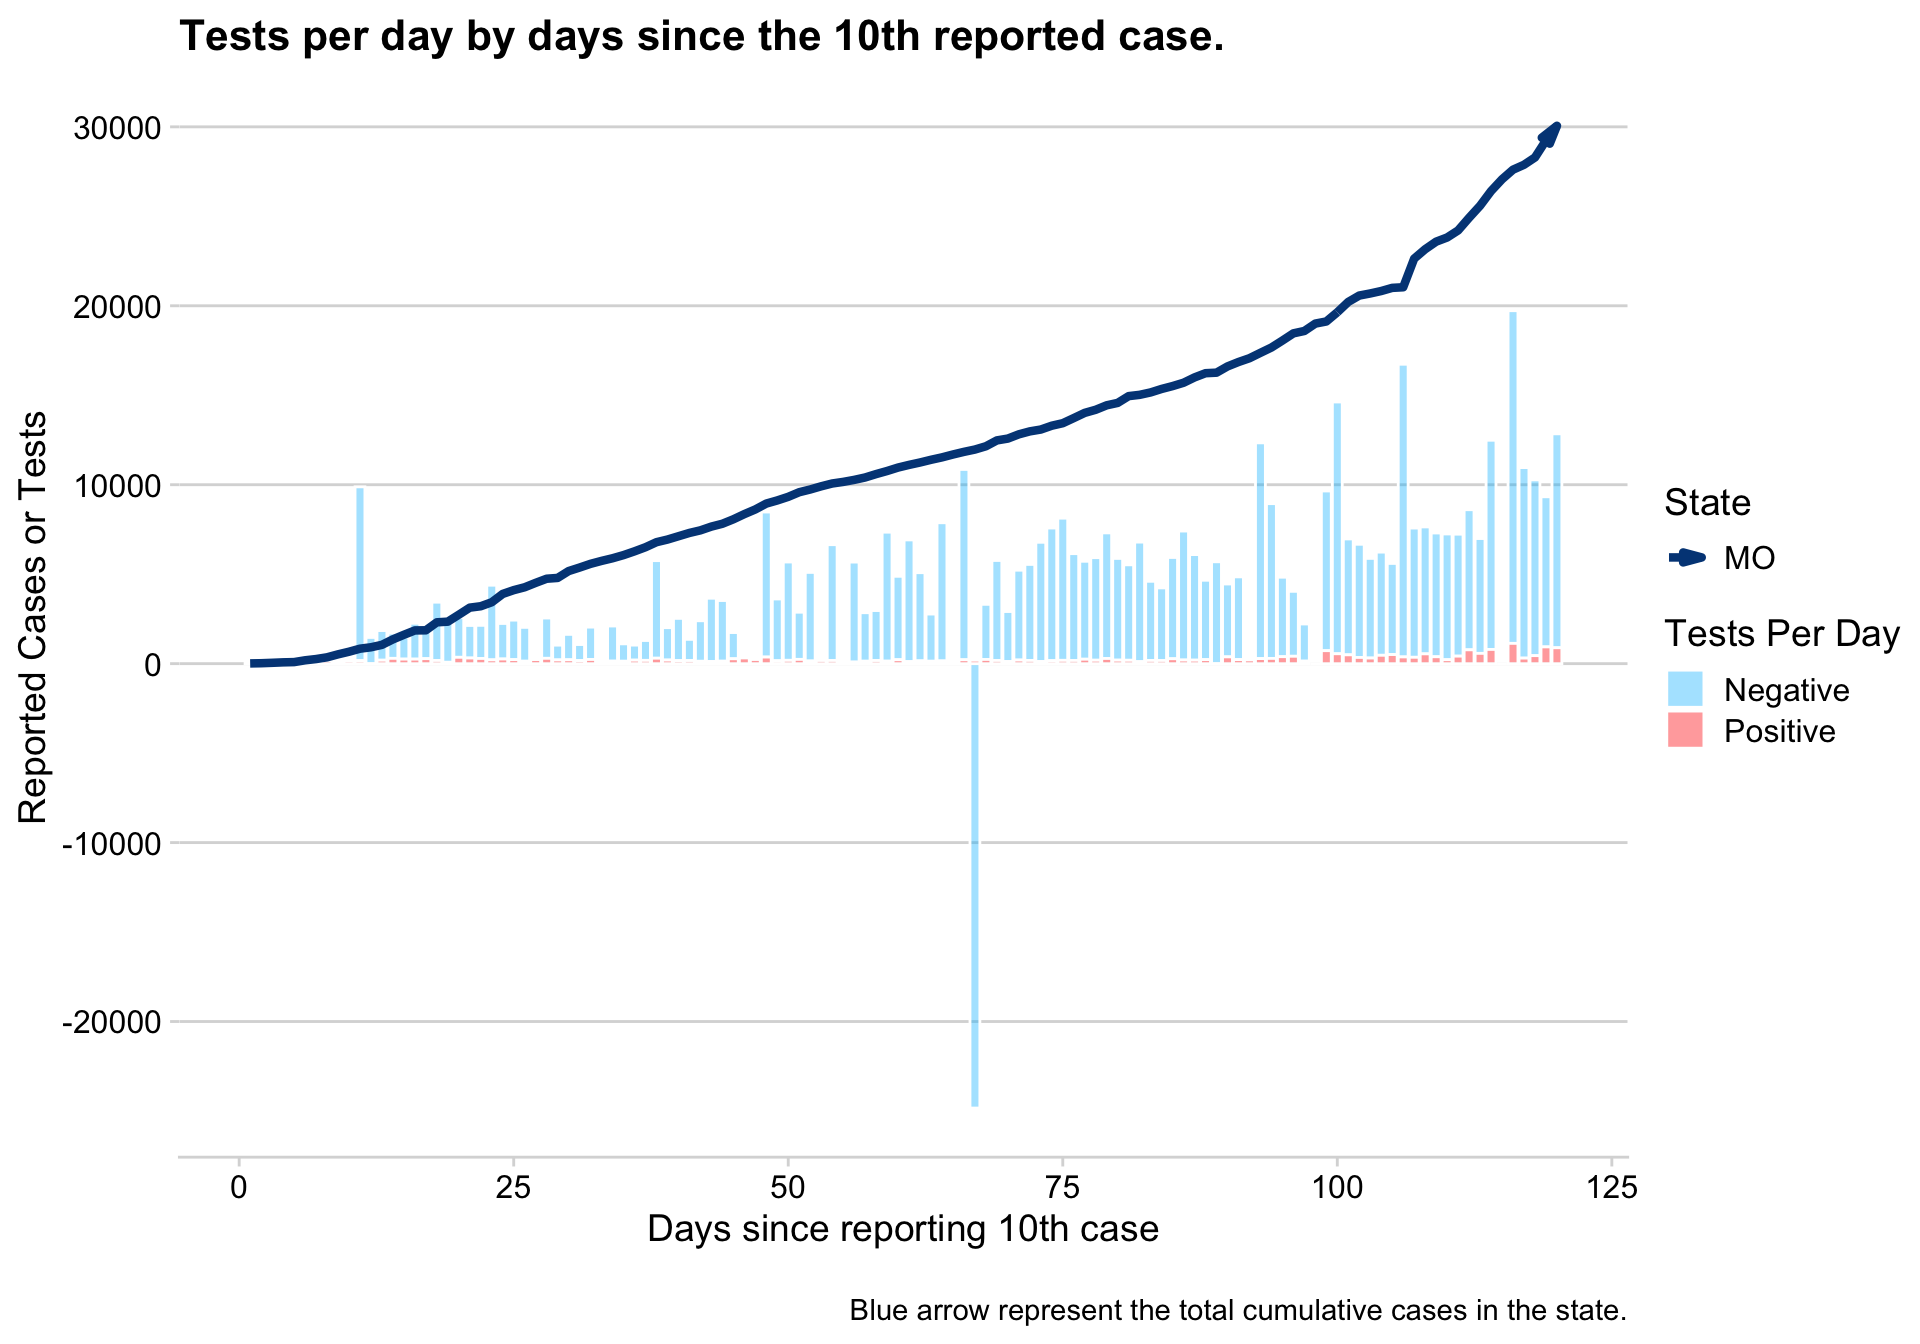 Tests per day by days since the 10th reported case.
30000
20000
10000
0
-10000
-20000
Reported Cases or Tests
0 25 50 75 100 125
Days since reporting 10th case
State
MO
Tests Per Day
Negative
Positive
Blue arrow represent the total cumulative cases in the state.